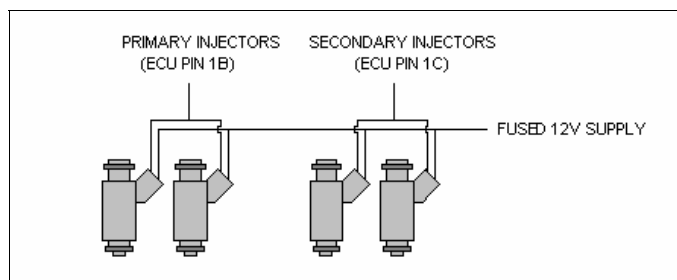 PRIMARY INJECTORS
(ECU PIN 1B)
SECONDARY INJECTORS
(ECU PIN 1C)
FUSED 12V SUPPLY